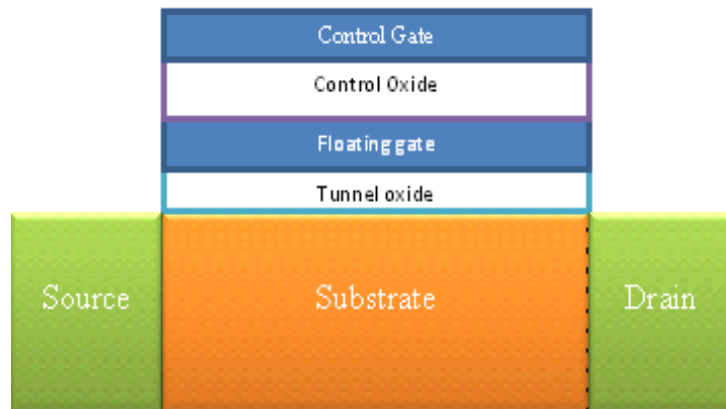 Control Gate
Control Oxide
Floating gate
Tunnel oxide
Source
Substrate
Drain